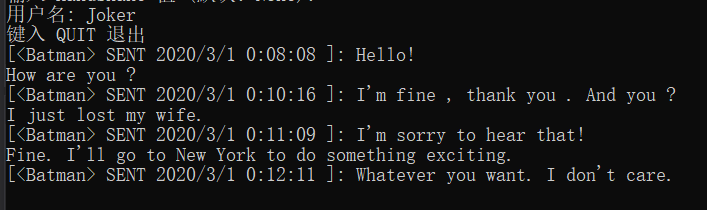 用户名: Joker
键入 QUIT 退出
[<Batman> SENT 2020/3/1 0:08:08 ]: Hello!
How are you ?
[<Batman> SENT 2020/3/1 0:10:16 ]: I'm fine , thank you . And you ?
I just lost my wife.
[<Batman> SENT 2020/3/1 0:11:09 ]: I'm sorry to hear that!
Fine. I'll go to New York to do something exciting.
[<Batman> SENT 2020/3/1 0:12:11 ]: Whatever you want. I don't care.